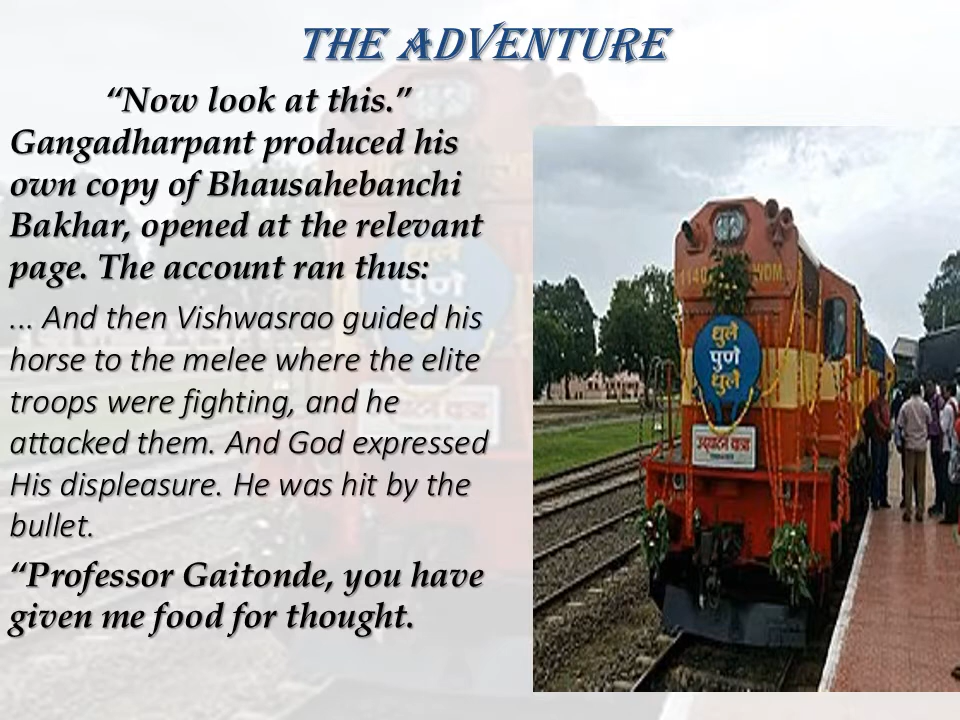 THE ADVENTURE
“Now look at this.”
Gangadharpant produced his
own copy of Bhausahebanchi
Bakhar, opened at the relevant
page. The account ran thus:
... And then Vishwasrao guided his
horse to the melee where the elite
troops were fighting, and he
attacked them. And God expressed
His displeasure. He was hit by the
bullet.
“Professor Gaitonde, you have
given me food for thought.
धुले
पुणे
धुले